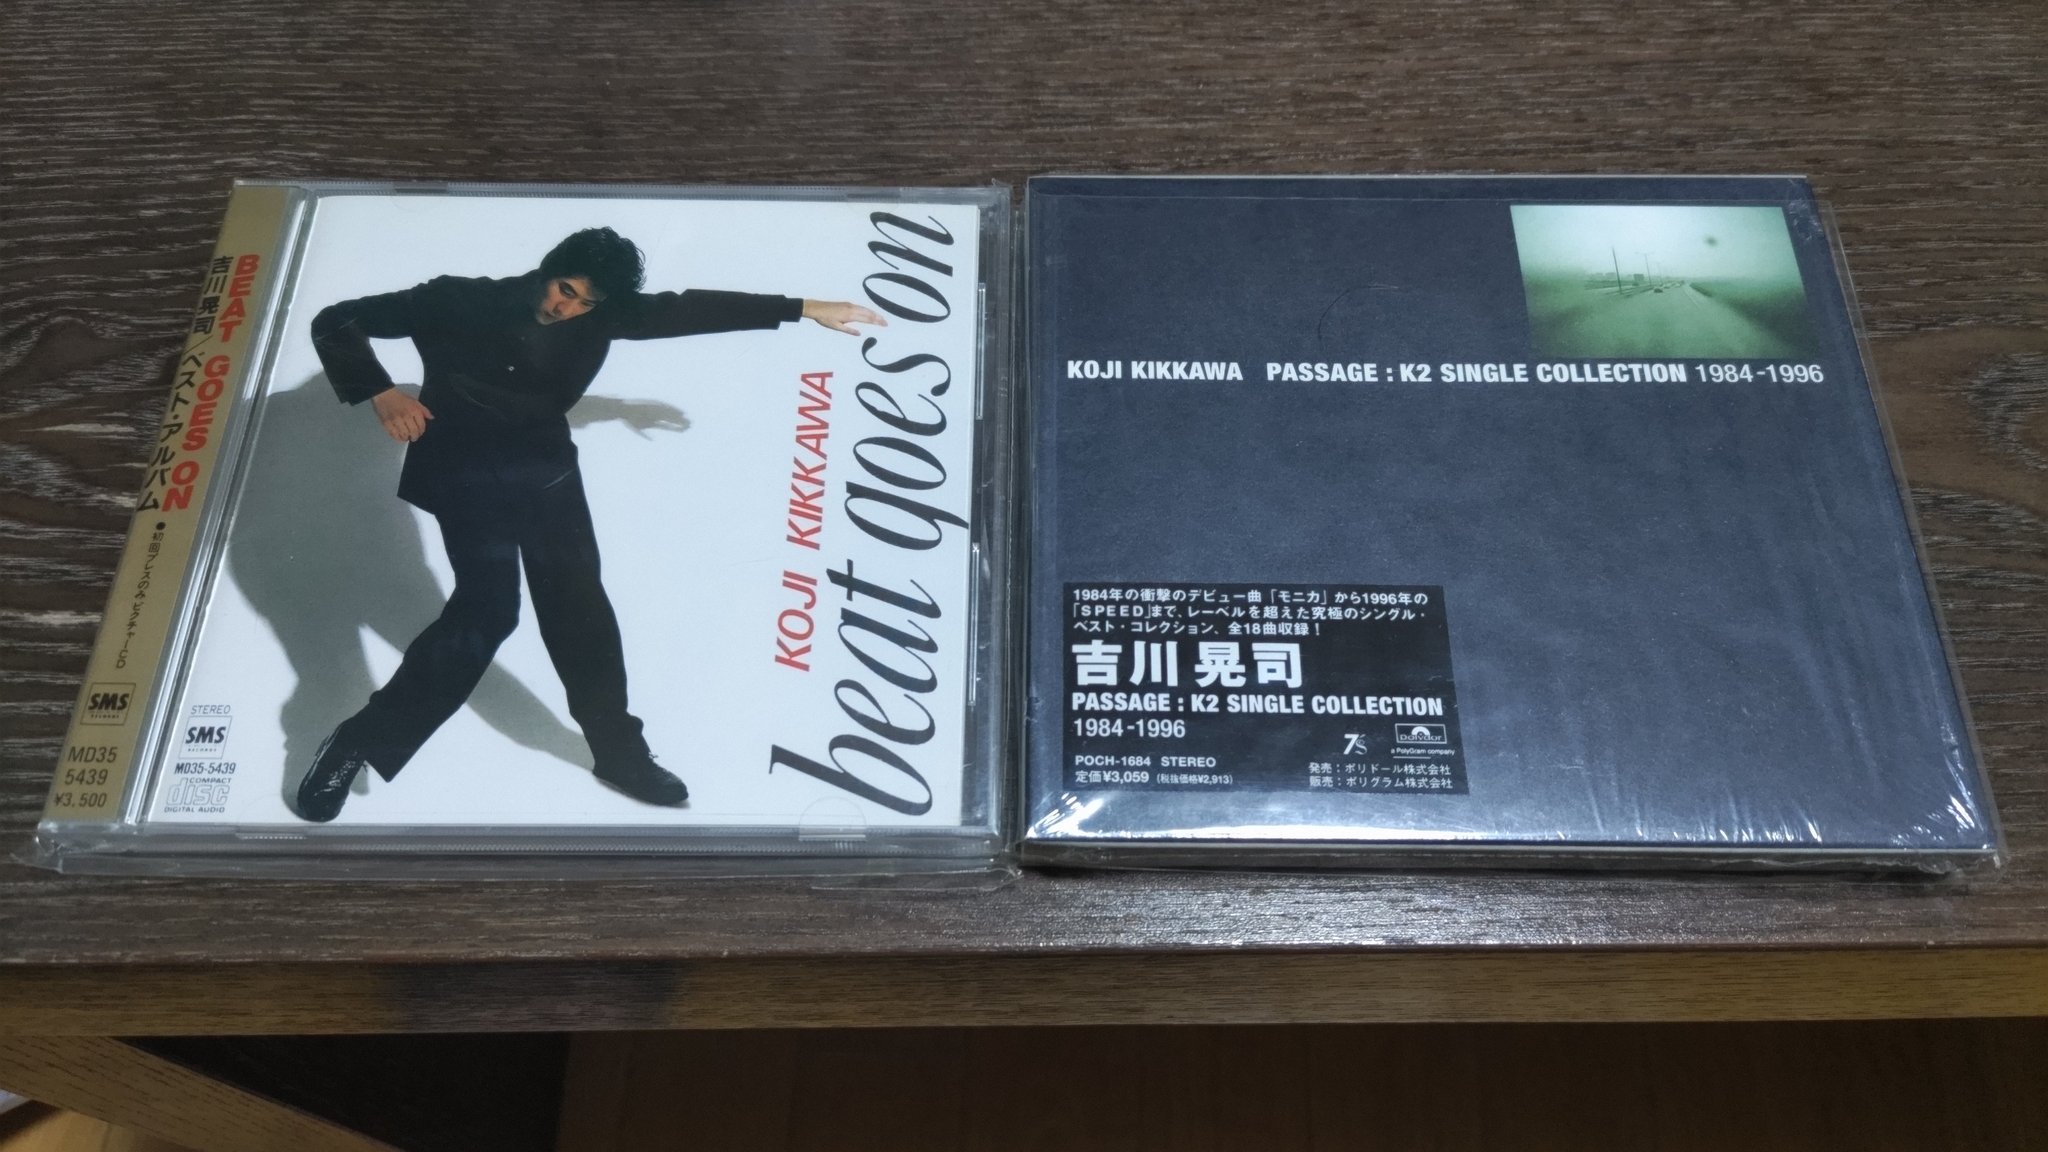 BEAT GOES ON
吉川晃司/ベスト・アルバム
●初回プレスのみピクチャーCD
SMS
RECORDS
MD35
5439
¥3,500
beat goes on
KOJI KIKKAWA
STEREO
SMS
RECORDS
MD35-5439
COMPACT
disc
DIGITAL AUDIO
KOJI KIKKAWA PASSAGE : K2 SINGLE COLLECTION 1984-1996
1984年の衝撃のデビュー曲「モニカ」から1996年の
「SPEED」まで、レーベルを超えた究極のシングル・
ベスト・コレクション、全18曲収録!
吉川 晃司
PASSAGE : K2 SINGLE COLLECTION
1984-1996
7's
polydor
a PolyGram company
POCH-1684 STEREO
定価¥3,059 (税抜価格¥2,913)
発売:ポリドール株式会社
販売:ポリグラム株式会社